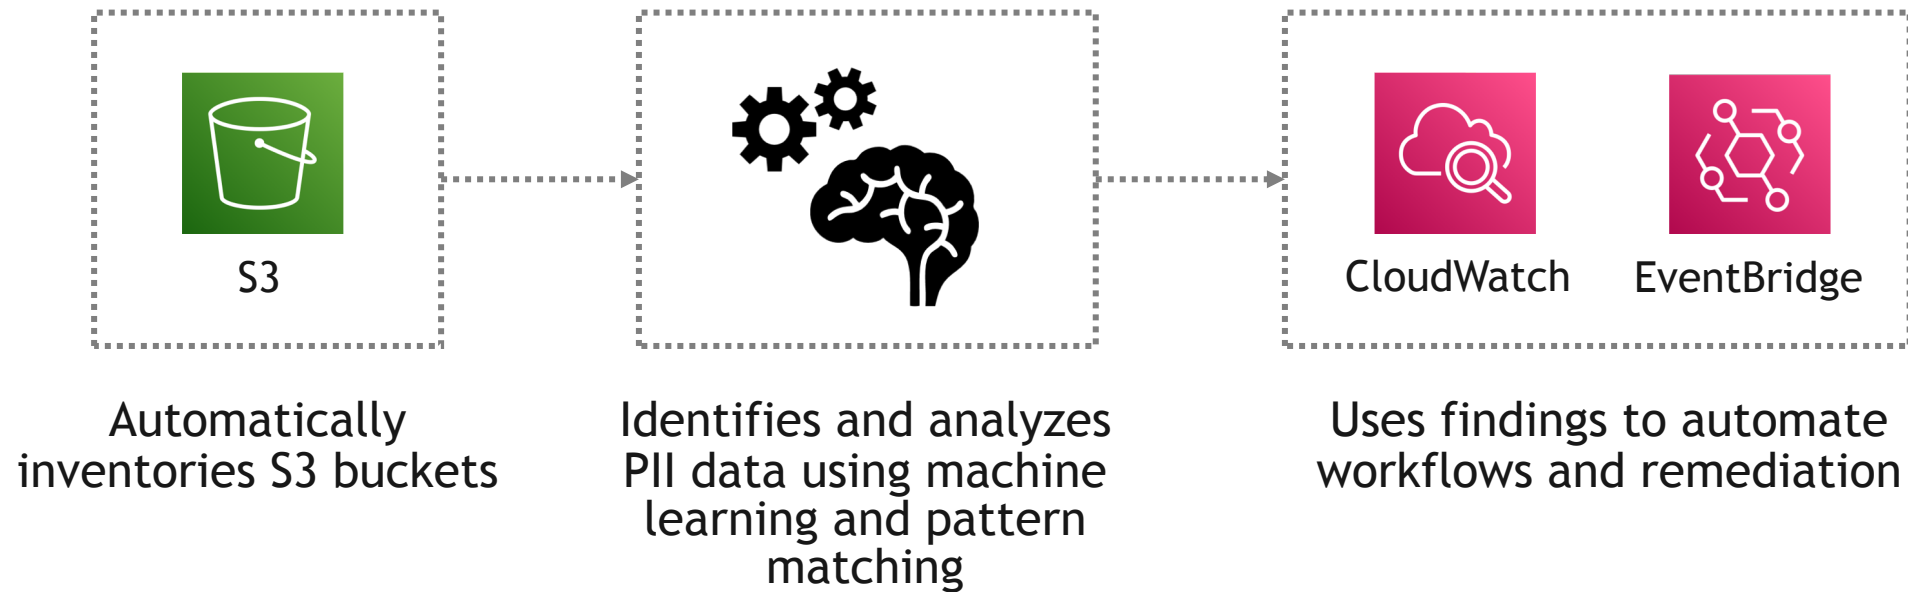 S3
CloudWatch
EventBridge
Automatically
inventories S3 buckets
Identifies and analyzes
PII data using machine
learning and pattern
matching
Uses findings to automate
workflows and remediation